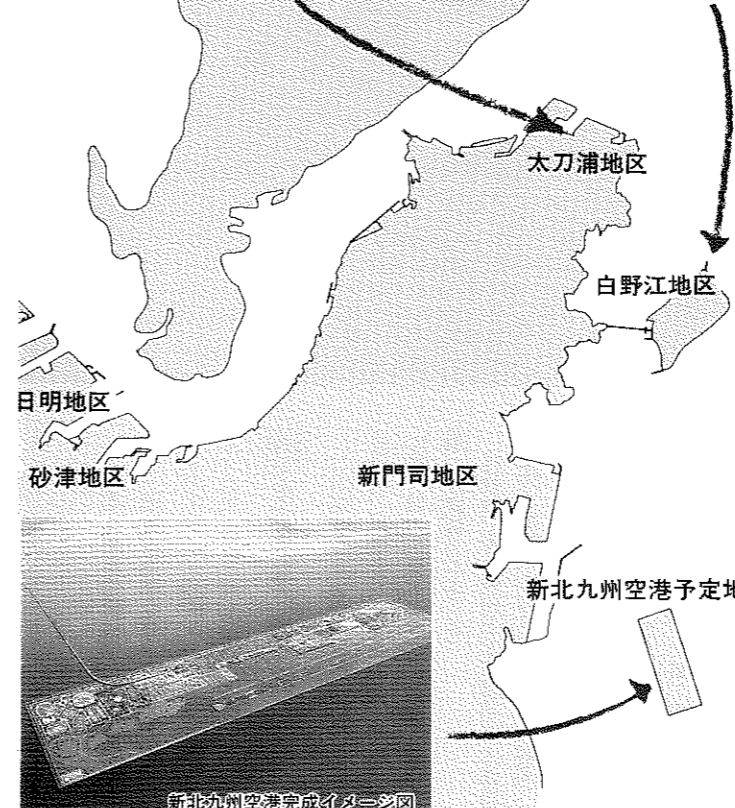 太刀浦地区
白野江地区
日明地区
砂津地区
新門司地区
新北九州空港予定地
新北九州空港完成イメージ図